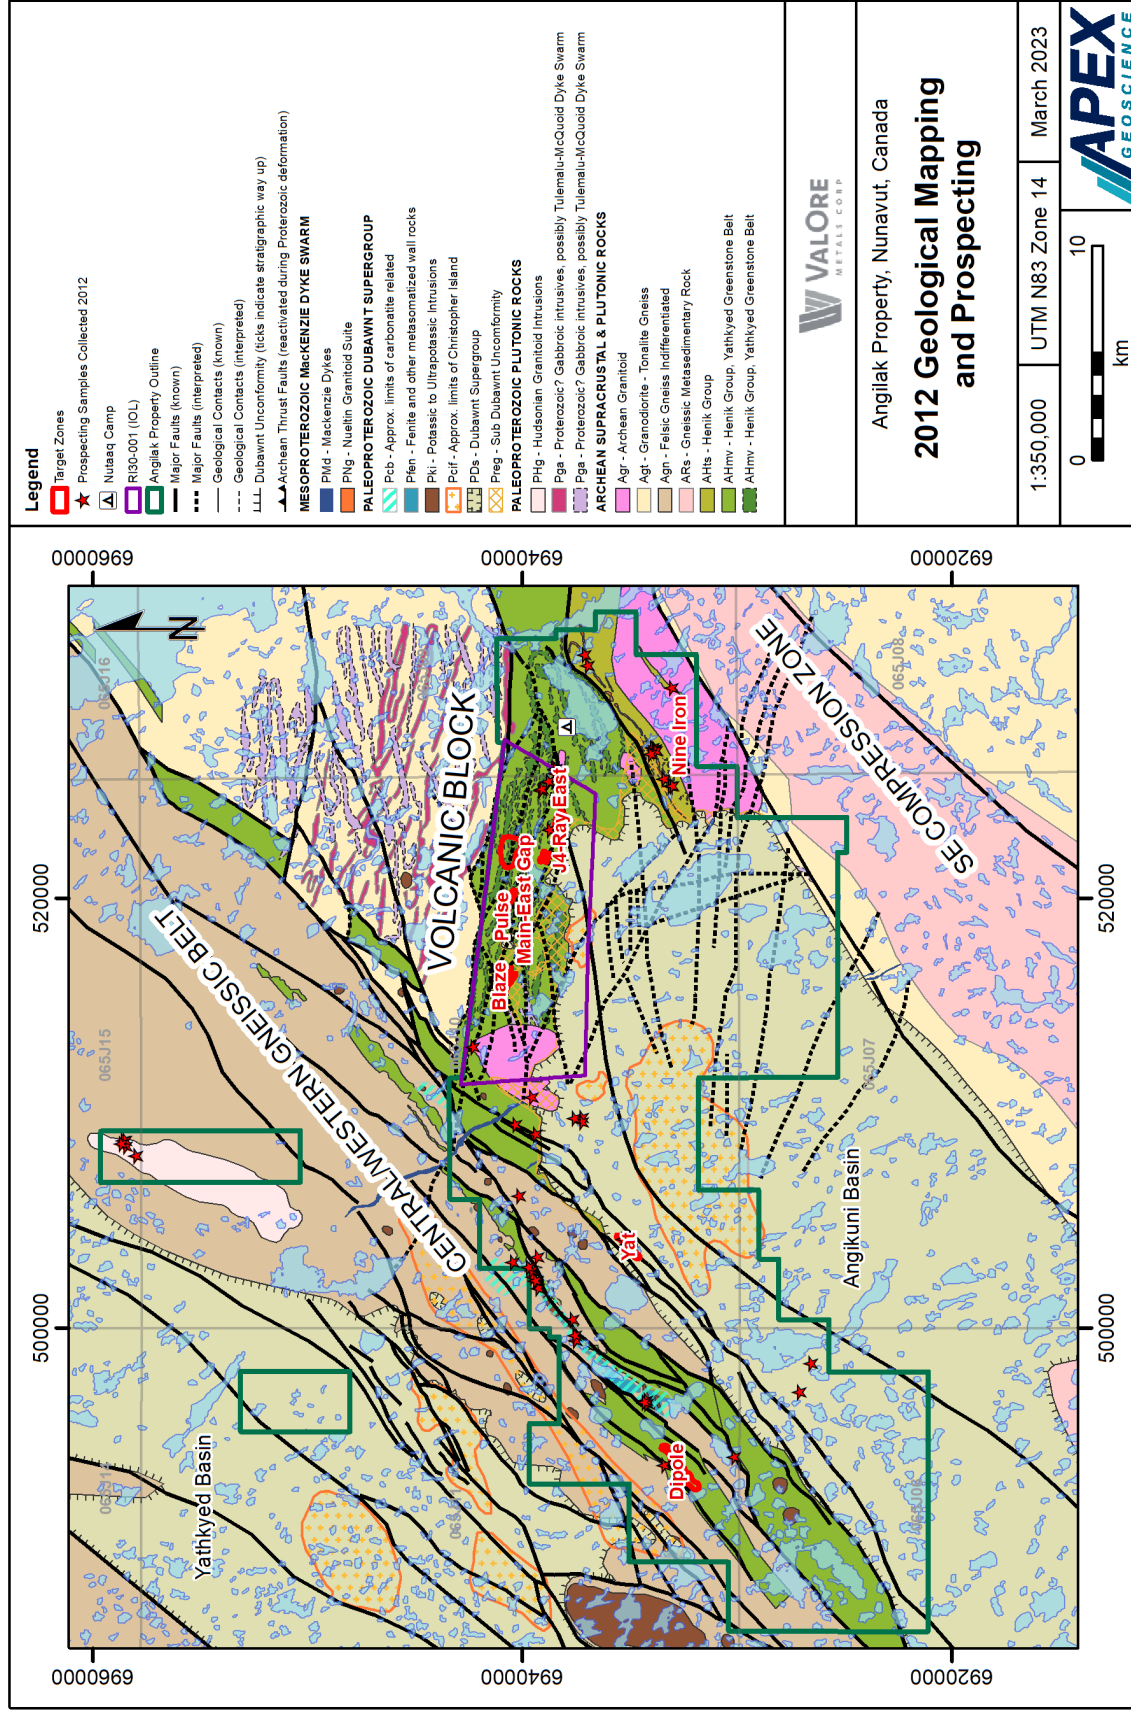 Legend
Target Zones
Prospecting Samples Collected 2012
Nutaaq Camp
RI30-001 (IOL)
Angilak Property Outline
Major Faults (known)
Major Faults (interpreted)
Geological Contacts (known)
Geological Contacts (interpreted)
Dubawnt Unconformity (ticks indicate stratigraphic way up)
Archean Thrust Faults (reactivated during Proterozoic deformation)
MESOPROTEROZOIC MacKENZIE DYKE SWARM
PMd - Mackenzie Dykes
PNg - Nueltin Granitoid Suite
PALEOPROTEROZOIC DUBAWNT SUPERGROUP
Pcb - Approx. limits of carbonatite related
Pfen - Fenite and other metasomatized wall rocks
Pki - Potassic to Ultrapotassic Intrusions
Pcif - Approx. limits of Christopher Island
PDs - Dubawnt Supergroup
Preg - Sub Dubawnt Uncomformity
PALEOPROTEROZOIC PLUTONIC ROCKS
PHg - Hudsonian Granitoid Intrusions
Pga - Proterozoic? Gabbroic intrusives, possibly Tulemalu-McQuoid Dyke Swarm
Pga - Proterozoic? Gabbroic intrusives, possibly Tulemalu-McQuoid Dyke Swarm
ARCHEAN SUPRACRUSTAL & PLUTONIC ROCKS
Agr - Archean Granitoid
Agt - Granodiorite - Tonalite Gneiss
Agn - Felsic Gneiss Indifferentiated
ARs - Gneissic Metasedimentary Rock
AHts - Henik Group
AHmv - Henik Group, Yathkyed Greenstone Belt
AHmv - Henik Group, Yathkyed Greenstone Belt
VALORE
METALS CORP
Angilak Property, Nunavut, Canada
2012 Geological Mapping
and Prospecting
1:350,000
UTM N83 Zone 14
March 2023
0
10
km
APEX
GEOSCIENCE
500000
520000
6960000
6960000
6940000
6940000
6920000
6920000
500000
520000
N
065J15
065J16
065J07
065J08
Yathkyed Basin
Angikuni Basin
CENTRAL/WESTERN GNEISSIC BELT
VOLCANIC BLOCK
SE COMPRESSION ZONE
Blaze
Pulse
Main-East Gap
J4-Ray East
Nine Iron
Yat
Dipole